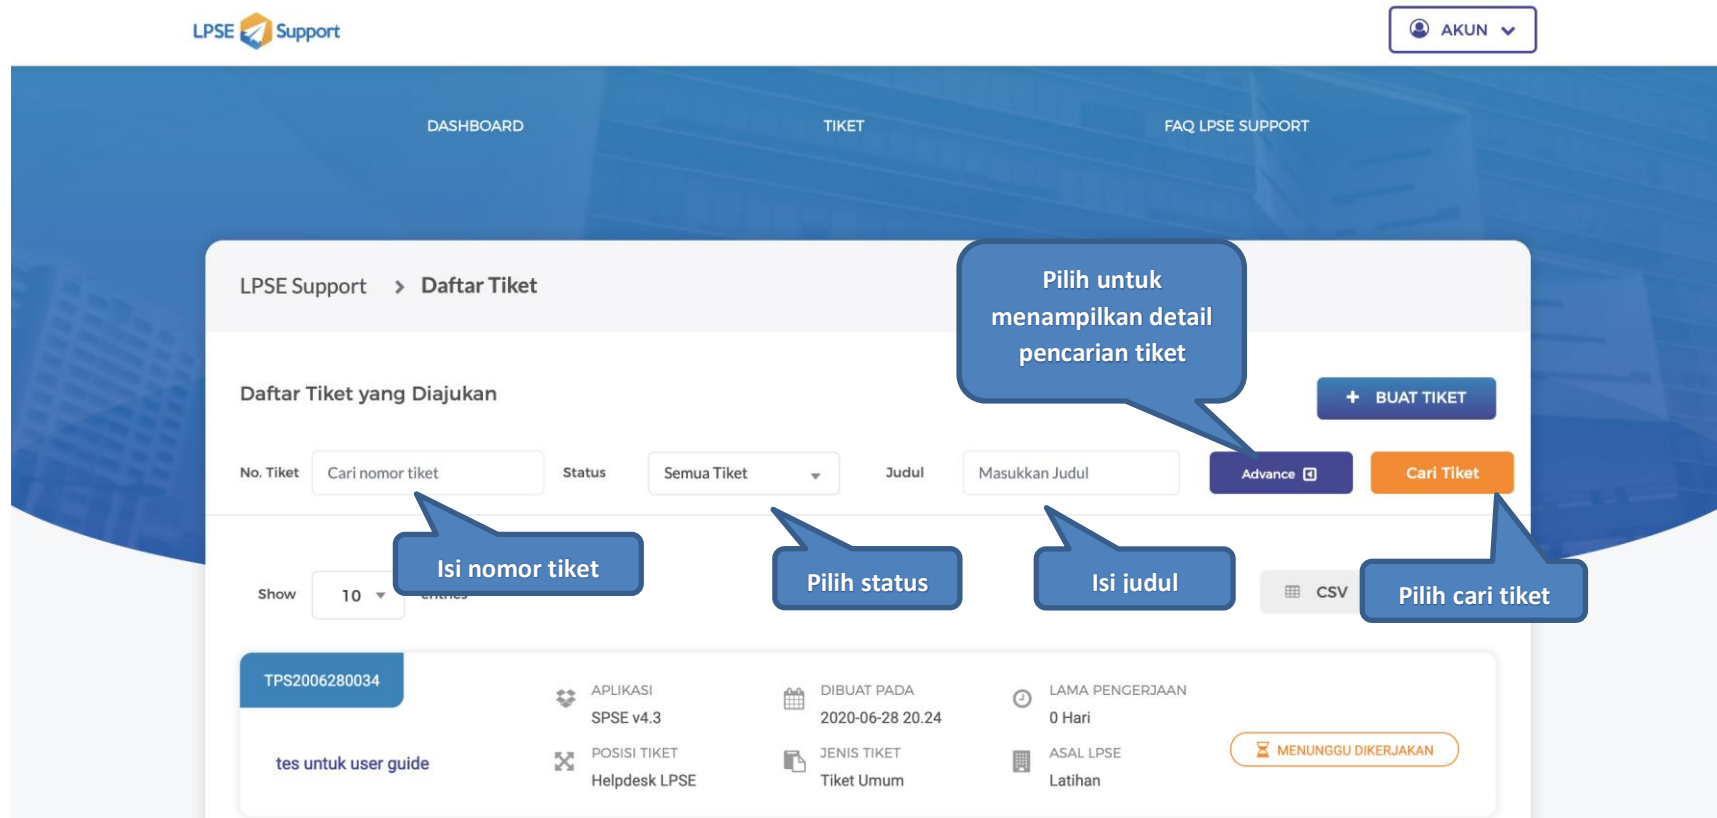 LPSE Support
AKUN
DASHBOARD
TIKET
FAQ LPSE SUPPORT
LPSE Support > Daftar Tiket
Pilih untuk
menampilkan detail
pencarian tiket
Daftar Tiket yang Diajukan
+ BUAT TIKET
No. Tiket
Cari nomor tiket
Status
Semua Tiket
Judul
Masukkan Judul
Advance
Cari Tiket
Isi nomor tiket
Pilih status
Isi judul
Pilih cari tiket
Show
10
entries
CSV
TPS2006280034
tes untuk user guide
APLIKASI
SPSE v4.3
POSISI TIKET
Helpdesk LPSE
DIBUAT PADA
2020-06-28 20.24
JENIS TIKET
Tiket Umum
LAMA PENGERJAAN
0 Hari
ASAL LPSE
Latihan
MENUNGGU DIKERJAKAN